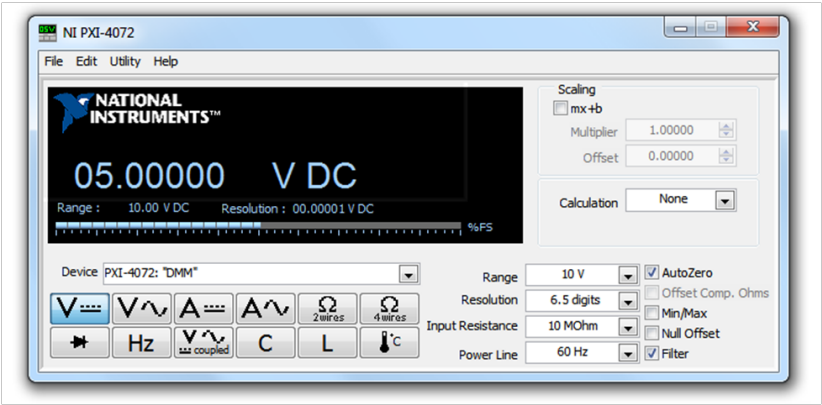 05V
NI PXI-4072
File Edit Utility Help
NATIONAL
INSTRUMENTS™
05.00000 V DC
Range : 10.00 V DC Resolution : 00.00001 V DC
%FS
Scaling
mx+b
Multiplier 1.00000
Offset 0.00000
Calculation None
Device PXI-4072: "DMM"
V V A A Ω 2wires Ω 4wires
Hz V coupled C L °C
Range 10 V
Resolution 6.5 digits
Input Resistance 10 MOhm
Power Line 60 Hz
AutoZero
Offset Comp. Ohms
Min/Max
Null Offset
Filter